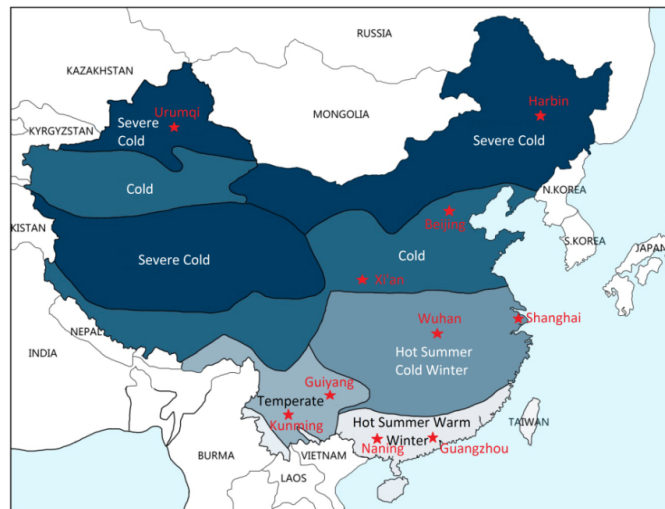 RUSSIA
KAZAKHSTAN
MONGOLIA
Urumqi
Harbin
KYRGYZSTAN
Severe
Cold
Severe Cold
Cold
N.KOREA
Beijing
KISTAN
S.KOREA
JAPAN
Cold
Severe Cold
Xi'an
Wuhan
Shanghai
NEPAL
INDIA
Hot Summer
Cold Winter
Guiyang
Temperate
Kunming
Hot Summer Warm
Winter
TAIWAN
Naning
Guangzhou
BURMA
VIETNAM
LAOS